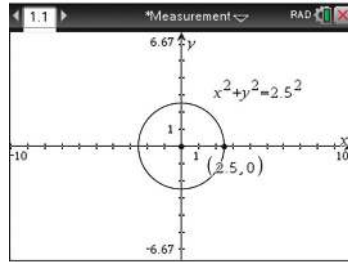 1.1 *Measurement RAD
6.67 y
x²+y²=2.5²
1
-10 1 10
x
(2.5,0)
-6.67